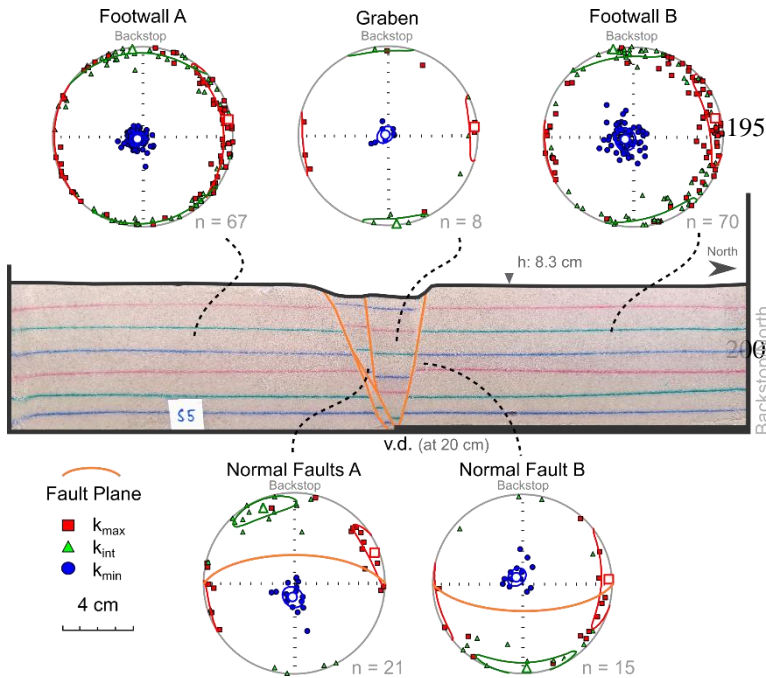 Footwall A
Backstop
n = 67
Graben
Backstop
n = 8
Footwall B
Backstop
195
n = 70
North
h: 8.3 cm
200
Backstop North
S5
v.d. (at 20 cm)
Normal Faults A
Backstop
n = 21
Normal Fault B
Backstop
n = 15
Fault Plane
kmax
kint
kmin
4 cm